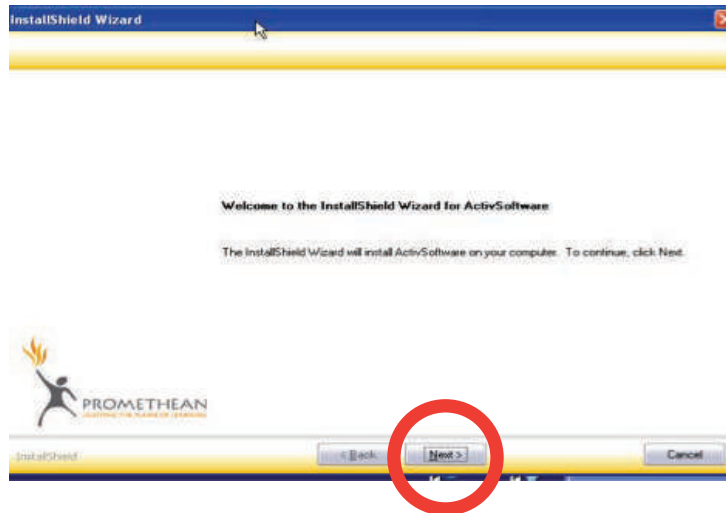 InstallShield Wizard
Welcome to the InstallShield Wizard for ActivSoftware
The InstallShield Wizard will install ActivSoftware on your computer. To continue, click Next.
PROMETHEAN
InstallShield
< Back
Next >
Cancel